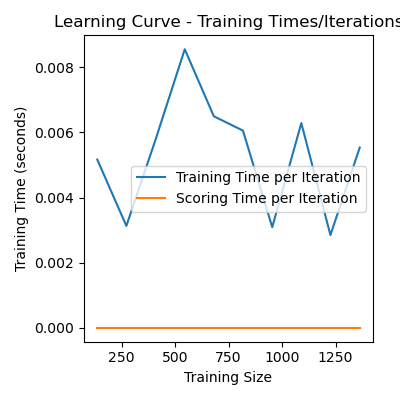 Learning Curve - Training Times/Iterations
Training Time (seconds)
0.008
0.006
0.004
0.002
0.000
Training Time per Iteration
Scoring Time per Iteration
250
500
750
1000
1250
Training Size